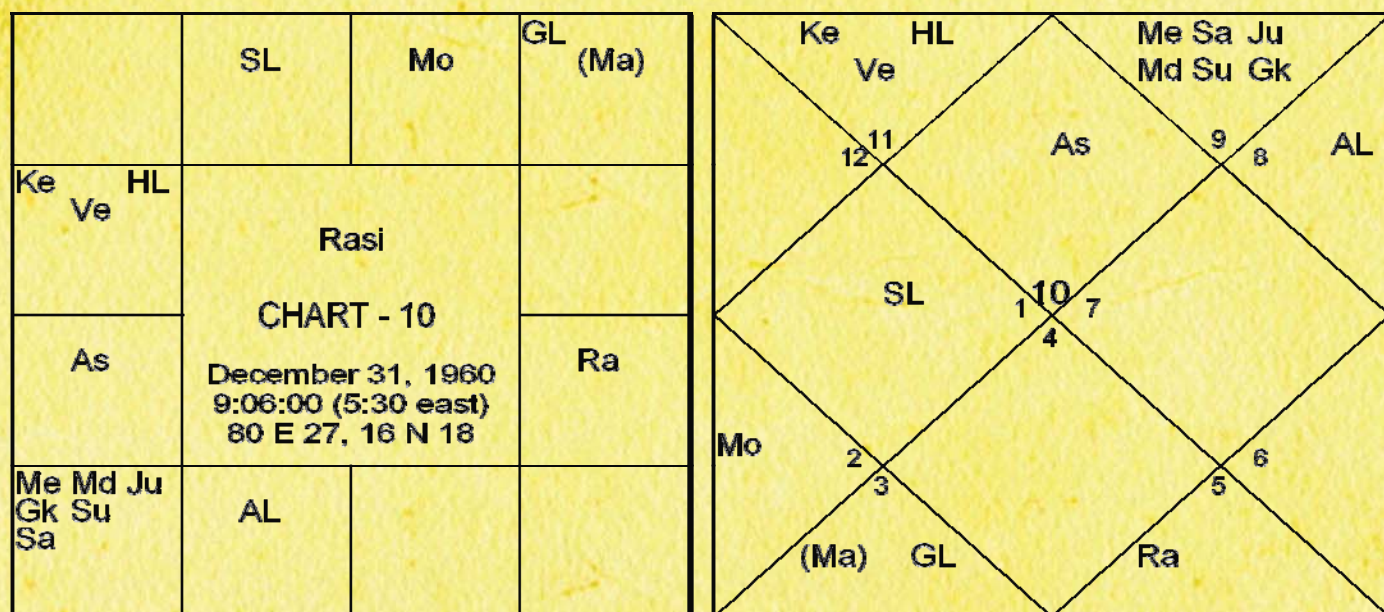 SL
Mo
GL
(Ma)
Ke HL
Ve
Rasi
CHART - 10
December 31, 1960
9:06:00 (5:30 east)
80 E 27, 16 N 18
As
Ra
Me Md Ju
Gk Su
Sa
AL
Ke HL
Ve
Me Sa Ju
Md Su Gk
11
12
As
9
8
AL
SL
1 10 7
4
Mo
2
3
6
5
(Ma) GL
Ra